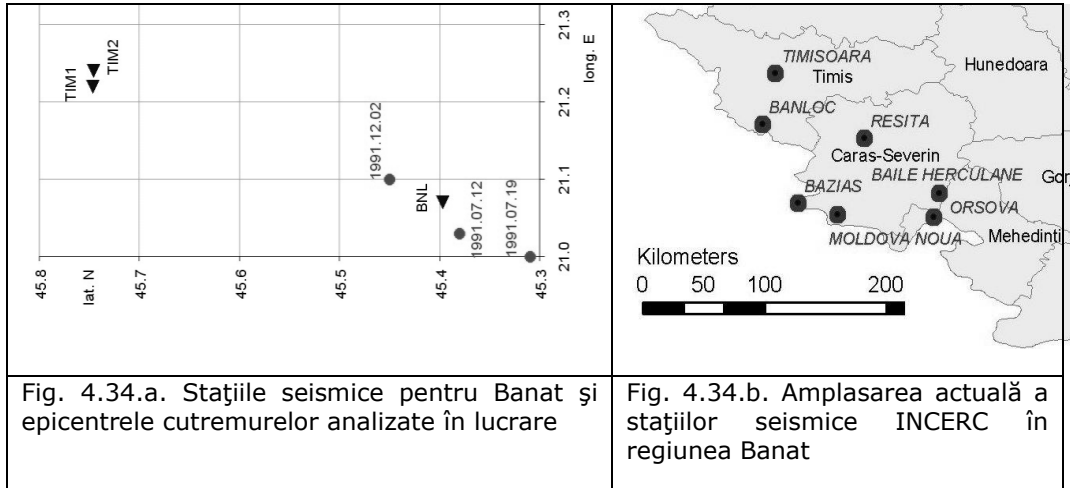 TIM1
TIM2
BNL
1991.12.02
1991.07.12
1991.07.19
21.3
21.2
21.1
21.0
long. E
45.8
45.7
45.6
45.5
45.4
45.3
lat. N
TIMISOARA
Timis
Hunedoara
BANLOC
RESITA
Caras-Severin
BAILE HERCULANE
Gorj
BAZIAS
ORSOVA
Mehedinti
MOLDOVA NOUA
Kilometers
0 50 100 200
Fig. 4.34.a. Staţiile seismice pentru Banat şi
epicentrele cutremurelor analizate în lucrare
Fig. 4.34.b. Amplasarea actuală a
staţiilor seismice INCERC în
regiunea Banat